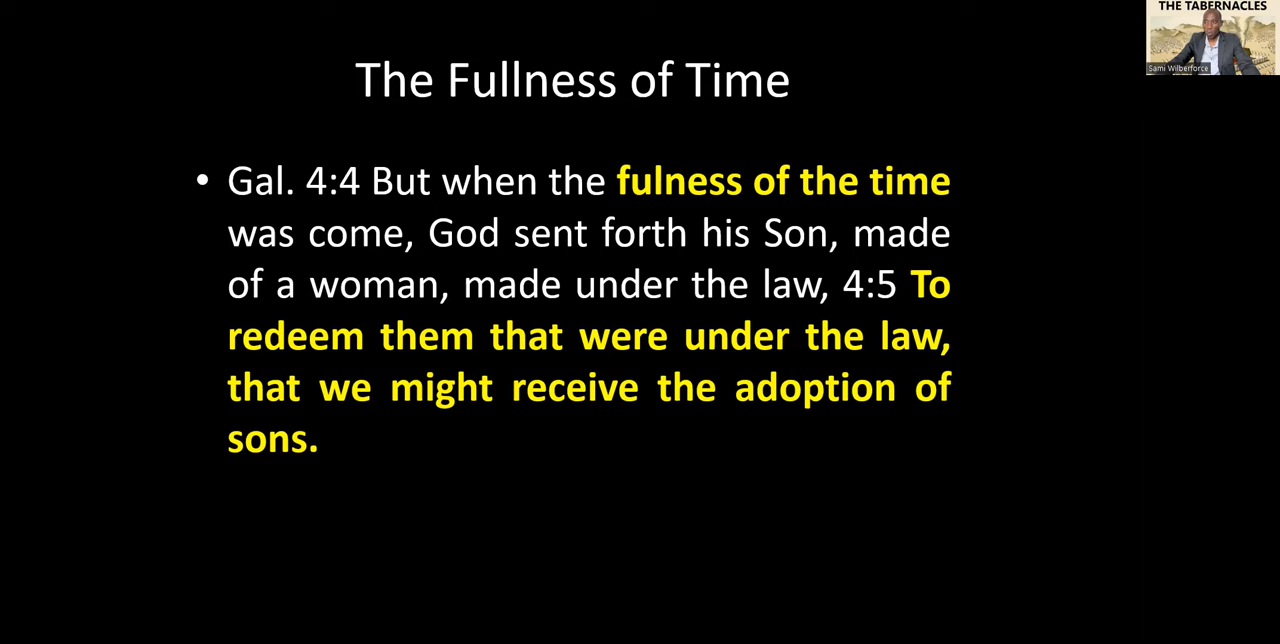 THE TABERNACLES
Sami Wilberforce
The Fullness of Time
• Gal. 4:4 But when the fulness of the time
was come, God sent forth his Son, made
of a woman, made under the law, 4:5 To
redeem them that were under the law,
that we might receive the adoption of
sons.